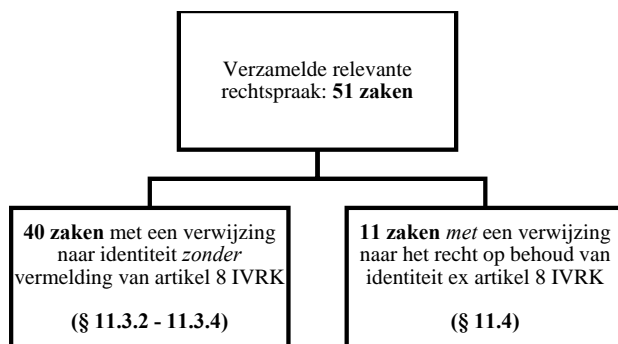 Verzamelde relevante
rechtspraak: 51 zaken
40 zaken met een verwijzing
naar identiteit zonder
vermelding van artikel 8 IVRK
(§ 11.3.2 - 11.3.4)
11 zaken met een verwijzing
naar het recht op behoud van
identiteit ex artikel 8 IVRK
(§ 11.4)